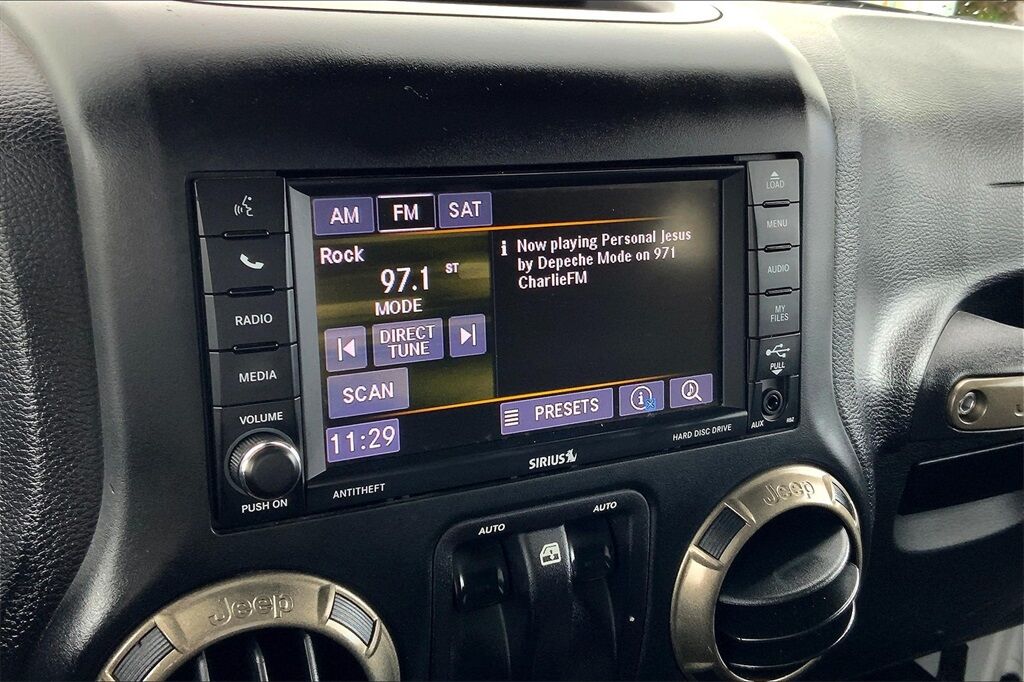 AM FM SAT
Rock
97.1 ST
MODE
DIRECT
TUNE
SCAN
11:29
i Now playing Personal Jesus
by Depeche Mode on 971
CharlieFM
PRESETS
i
RADIO
MEDIA
VOLUME
PUSH ON
ANTITHEFT
SIRIUS
HARD DISC DRIVE
LOAD
MENU
AUDIO
MY
FILES
PULL
AUX
RBZ
AUTO
AUTO
Jeep
Jeep
J